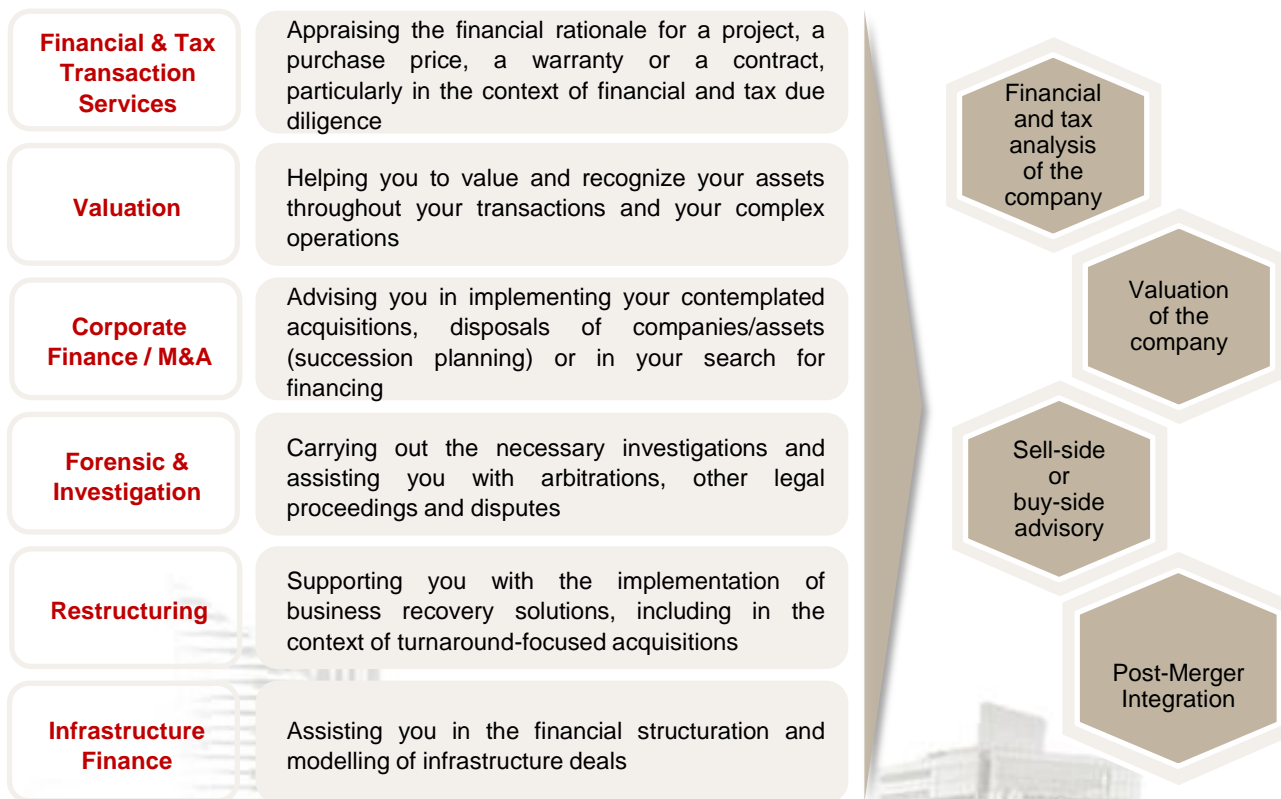 Financial & Tax
Transaction
Services
Appraising the financial rationale for a project, a
purchase price, a warranty or a contract,
particularly in the context of financial and tax due
diligence
Valuation
Helping you to value and recognize your assets
throughout your transactions and your complex
operations
Corporate
Finance / M&A
Advising you in implementing your contemplated
acquisitions, disposals of companies/assets
(succession planning) or in your search for
financing
Forensic &
Investigation
Carrying out the necessary investigations and
assisting you with arbitrations, other legal
proceedings and disputes
Restructuring
Supporting you with the implementation of
business recovery solutions, including in the
context of turnaround-focused acquisitions
Infrastructure
Finance
Assisting you in the financial structuration and
modelling of infrastructure deals
Financial
and tax
analysis
of the
company
Valuation
of the
company
Sell-side
or
buy-side
advisory
Post-Merger
Integration